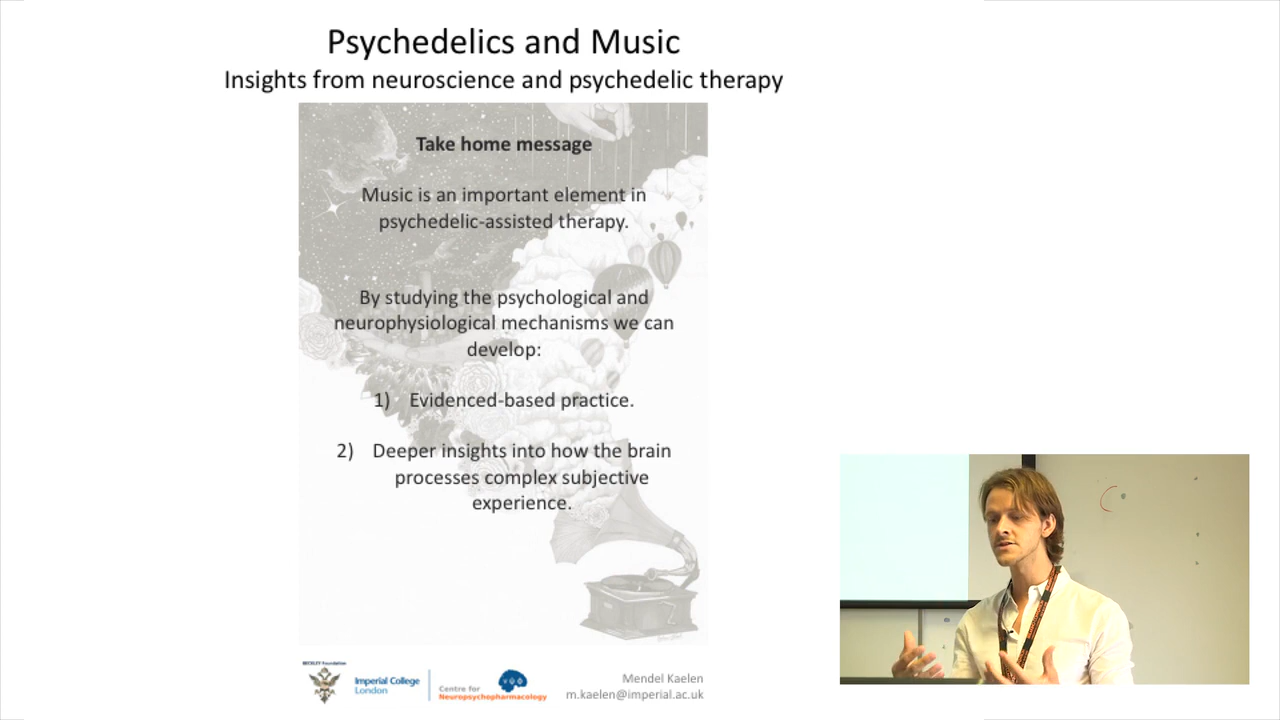 Psychedelics and Music
Insights from neuroscience and psychedelic therapy
Take home message
Music is an important element in
psychedelic-assisted therapy.
By studying the psychological and
neurophysiological mechanisms we can
develop:
1) Evidenced-based practice.
2) Deeper insights into how the brain
processes complex subjective
experience.
BECKLEY Foundation
Imperial College
London
Centre for
Neuropsychopharmacology
Mendel Kaelen
m.kaelen@imperial.ac.uk